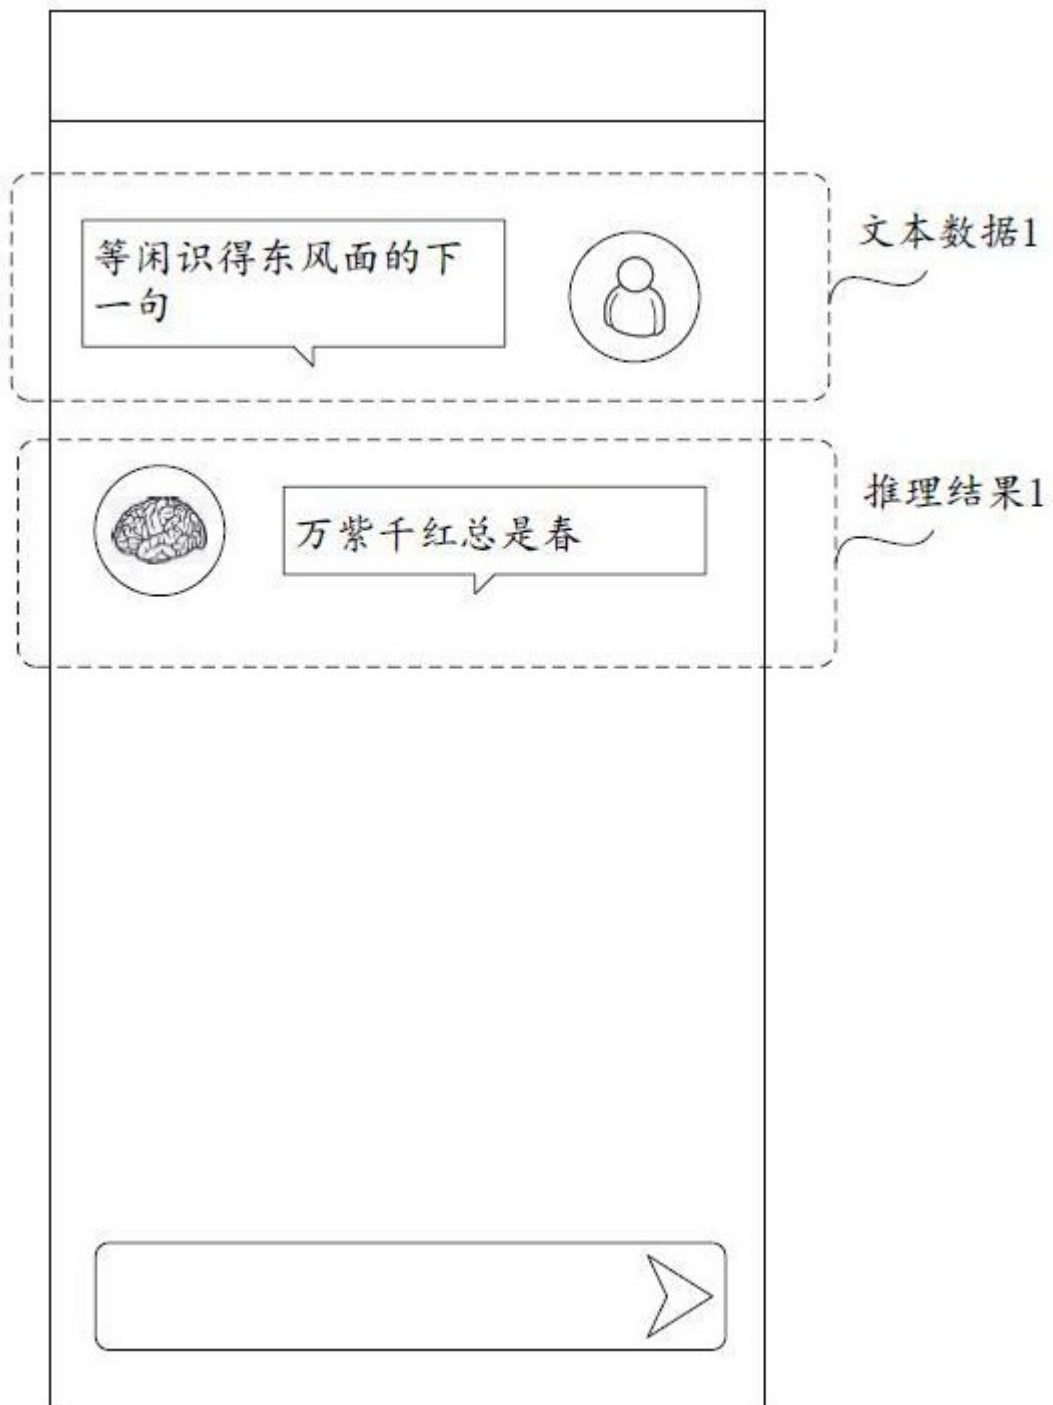 等闲识得东风面的下
一句
文本数据1
万紫千红总是春
推理结果1